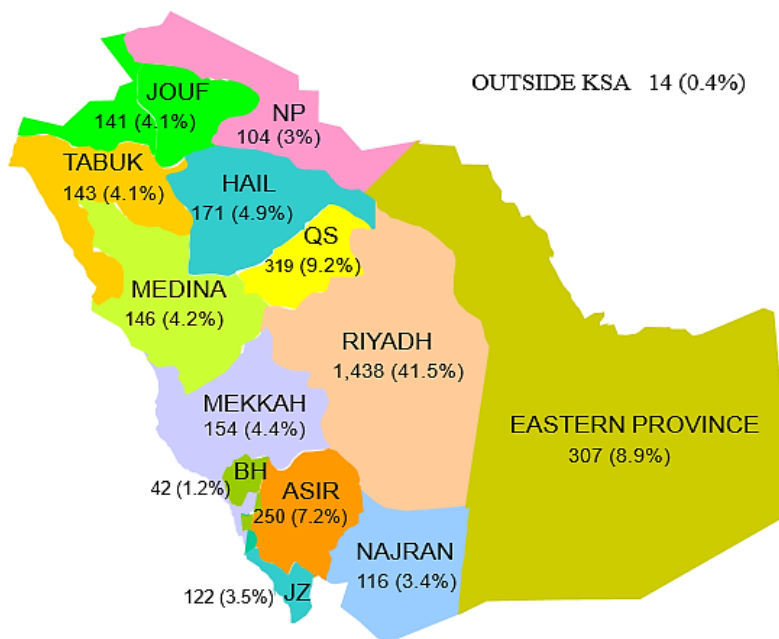 OUTSIDE KSA 14 (0.4%)
JOUF
141 (4.1%)
NP
104 (3%)
TABUK
143 (4.1%)
HAIL
171 (4.9%)
QS
319 (9.2%)
MEDINA
146 (4.2%)
RIYADH
1,438 (41.5%)
MEKKAH
154 (4.4%)
EASTERN PROVINCE
307 (8.9%)
BH
42 (1.2%)
ASIR
250 (7.2%)
NAJRAN
116 (3.4%)
JZ
122 (3.5%)